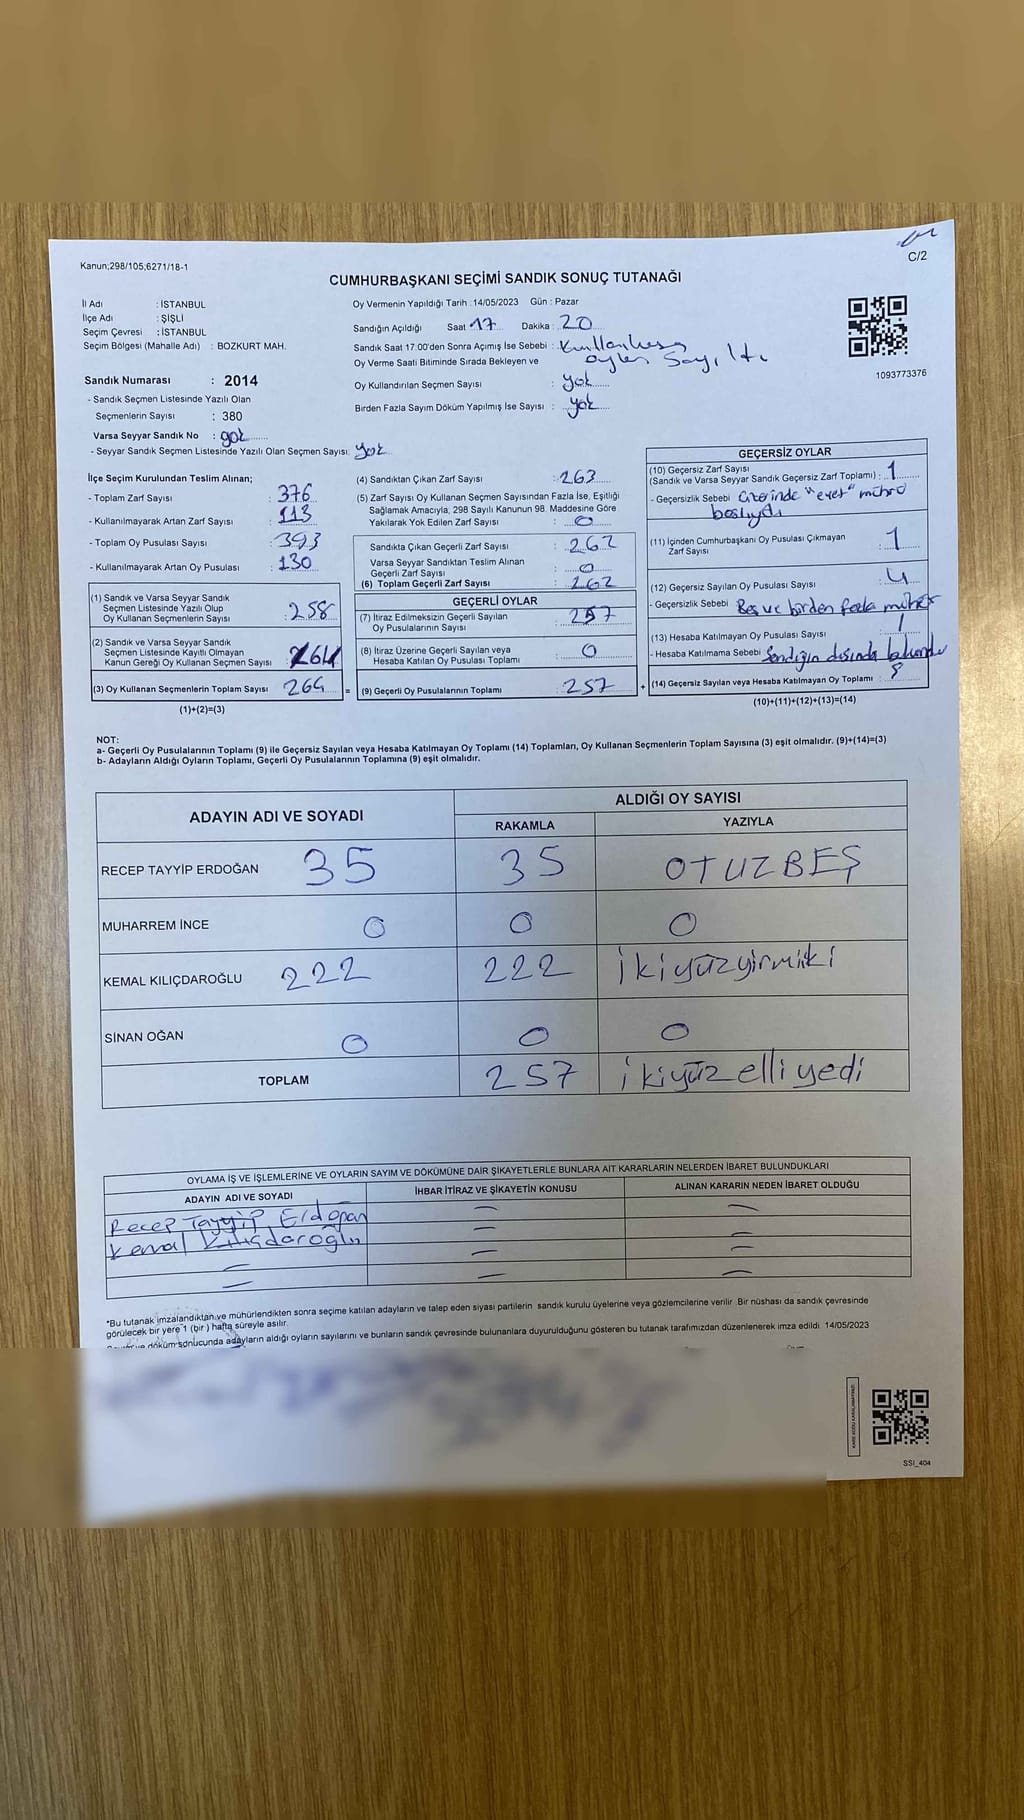 Kanun;298/105,6271/18-1
C/2
CUMHURBAŞKANI SEÇİMİ SANDIK SONUÇ TUTANAĞI
İl Adı : İSTANBUL
İlçe Adı : ŞİŞLİ
Seçim Çevresi : İSTANBUL
Seçim Bölgesi (Mahalle Adı) : BOZKURT MAH.
Sandık Numarası : 2014
- Sandık Seçmen Listesinde Yazılı Olan
Seçmenlerin Sayısı : 380
Varsa Seyyar Sandık No : yok
- Seyyar Sandık Seçmen Listesinde Yazılı Olan Seçmen Sayısı: yok
Oy Vermenin Yapıldığı Tarih :14/05/2023 Gün : Pazar
Sandığın Açıldığı Saat 17 Dakika : 20
Sandık Saat 17:00'den Sonra Açımış İse Sebebi :
Oy Verme Saati Bitiminde Sırada Bekleyen ve oylar sayıldı
Oy Kullandırılan Seçmen Sayısı : yok
Birden Fazla Sayım Döküm Yapılmış İse Sayısı : yok
1093773376
İlçe Seçim Kurulundan Teslim Alınan;
- Toplam Zarf Sayısı : 376
- Kullanılmayarak Artan Zarf Sayısı : 113
- Toplam Oy Pusulası Sayısı : 393
- Kullanılmayarak Artan Oy Pusulası : 130
(1) Sandık ve Varsa Seyyar Sandık
Seçmen Listesinde Yazılı Olup
Oy Kullanan Seçmenlerin Sayısı : 258
(2) Sandık ve Varsa Seyyar Sandık
Seçmen Listesinde Kayıtlı Olmayan
Kanun Gereği Oy Kullanan Seçmen Sayısı :
(3) Oy Kullanan Seçmenlerin Toplam Sayısı : 264 =
(1)+(2)=(3)
(4) Sandıktan Çıkan Zarf Sayısı : 263
(5) Zarf Sayısı Oy Kullanan Seçmen Sayısından Fazla İse, Eşitliği
Sağlamak Amacıyla, 298 Sayılı Kanunun 98. Maddesine Göre
Yakılarak Yok Edilen Zarf Sayısı : 0
Sandıkta Çıkan Geçerli Zarf Sayısı : 262
Varsa Seyyar Sandıktan Teslim Alınan
Geçerli Zarf Sayısı : 0
(6) Toplam Geçerli Zarf Sayısı : 262
GEÇERLİ OYLAR
(7) İtiraz Edilmeksizin Geçerli Sayılan
Oy Pusulalarının Sayısı : 257
(8) İtiraz Üzerine Geçerli Sayılan veya
Hesaba Katılan Oy Pusulası Toplamı : 0
(9) Geçerli Oy Pusulalarının Toplamı : 257 +
GEÇERSİZ OYLAR
(10) Geçersiz Zarf Sayısı
(Sandık ve Varsa Seyyar Sandık Geçersiz Zarf Toplamı) : 1
- Geçersizlik Sebebi üzerinde "evet" mührü
basılıydı
(11) İçinden Cumhurbaşkanı Oy Pusulası Çıkmayan
Zarf Sayısı : 1
(12) Geçersiz Sayılan Oy Pusulası Sayısı : 4
- Geçersizlik Sebebi Boş ve birden fazla mühür
(13) Hesaba Katılmayan Oy Pusulası Sayısı : 1
- Hesaba Katılmama Sebebi Sandığın dışında
(14) Geçersiz Sayılan veya Hesaba Katılmayan Oy Toplamı :
(10)+(11)+(12)+(13)=(14)
NOT:
a- Geçerli Oy Pusulalarının Toplamı (9) ile Geçersiz Sayılan veya Hesaba Katılmayan Oy Toplamı (14) Toplamları, Oy Kullanan Seçmenlerin Toplam Sayısına (3) eşit olmalıdır. (9)+(14)=(3)
b- Adayların Aldığı Oyların Toplamı, Geçerli Oy Pusulalarının Toplamına (9) eşit olmalıdır.
ADAYIN ADI VE SOYADI
ALDIĞI OY SAYISI
RAKAMLA
YAZIYLA
RECEP TAYYİP ERDOĞAN 35 35 OTUZBEŞ
MUHARREM İNCE 0 0 0
KEMAL KILIÇDAROĞLU 222 222 ikiyüzyirmiiki
SİNAN OĞAN 0 0 0
TOPLAM 257 ikiyüz elli yedi
OYLAMA İŞ VE İŞLEMLERİNE VE OYLARIN SAYIM VE DÖKÜMÜNE DAİR ŞİKAYETLERLE BUNLARA AİT KARARLARIN NELERDEN İBARET BULUNDUKLARI
ADAYIN ADI VE SOYADI
İHBAR İTİRAZ VE ŞİKAYETİN KONUSU
ALINAN KARARIN NEDEN İBARET OLDUĞU
Recep Tayyip Erdoğan — —
Kemal Kılıçdaroğlu — —
— — —
— — —
*Bu tutanak imzalandıktan ve mühürlendikten sonra seçime katılan adayların ve talep eden siyasi partilerin sandık kurulu üyelerine veya gözlemcilerine verilir .Bir nüshası da sandık çevresinde
görülecek bir yere 1 (bir ) hafta süreyle asılır.
döküm sonucunda adayların aldığı oyların sayılarını ve bunların sandık çevresinde bulunanlara duyurulduğunu gösteren bu tutanak tarafımızdan düzenlenerek imza edildi. 14/05/2023
SSI_404